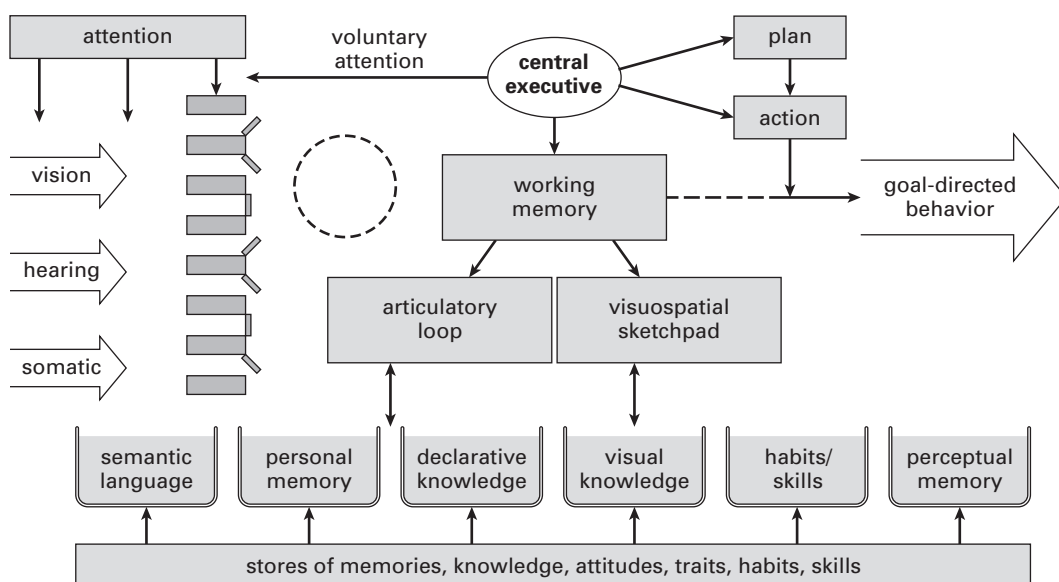 attention
voluntary
attention
central
executive
plan
action
vision
working
memory
goal-directed
behavior
hearing
articulatory
loop
visuospatial
sketchpad
somatic
semantic
language
personal
memory
declarative
knowledge
visual
knowledge
habits/
skills
perceptual
memory
stores of memories, knowledge, attitudes, traits, habits, skills